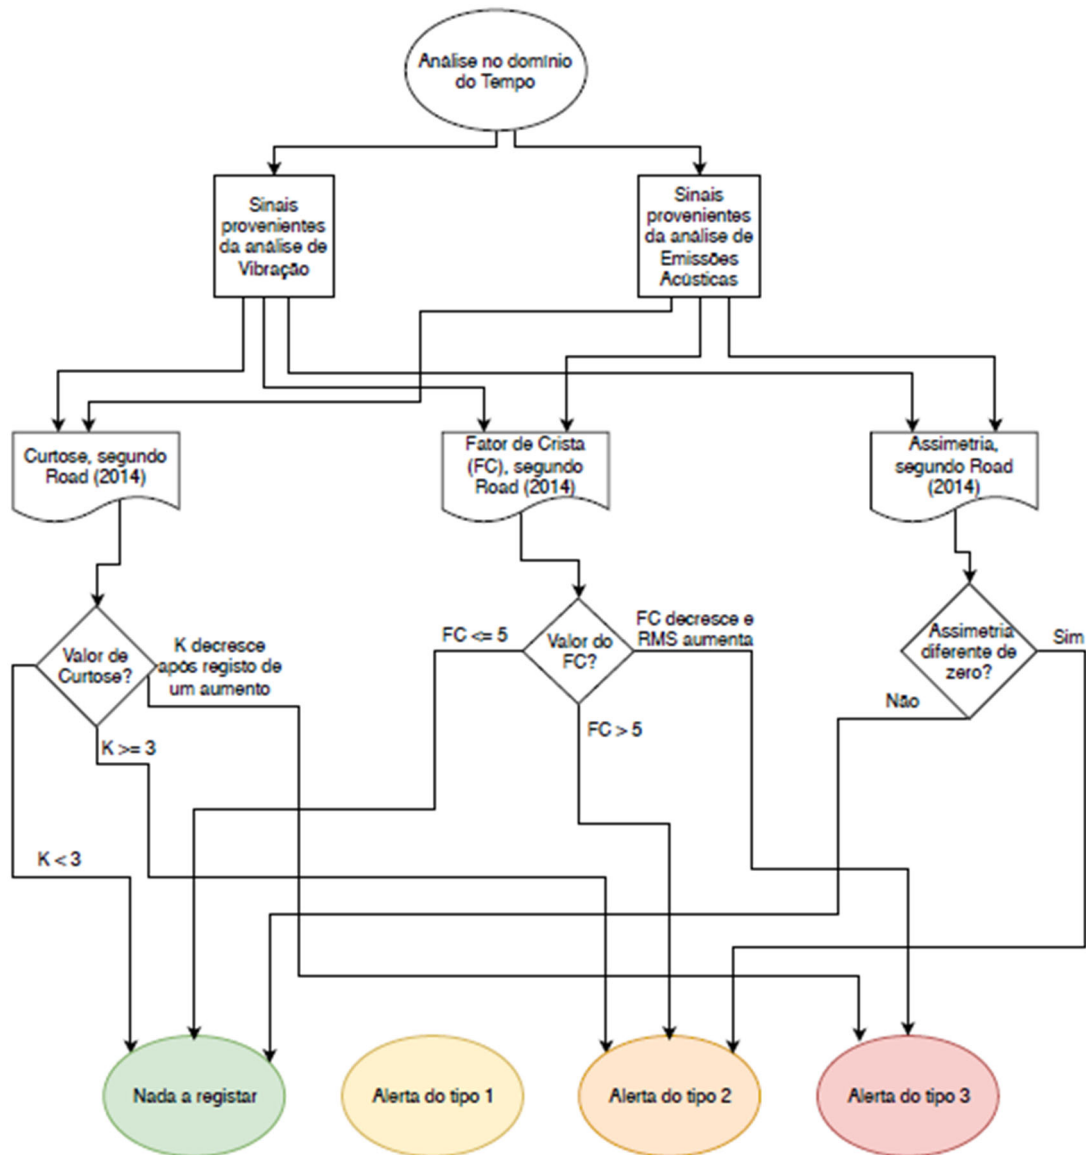 Análise no domínio
do Tempo
Sinais
provenientes
da análise de
Vibração
Sinais
provenientes
da análise de
Emissões
Acústicas
Curtose, segundo
Road (2014)
Fator de Crista
(FC), segundo
Road (2014)
Assimetria,
segundo Road
(2014)
Valor de
Curtose?
K decresce
após registo de
um aumento
K >= 3
K < 3
FC <= 5
Valor do
FC?
FC decresce e
RMS aumenta
FC > 5
Assimetria
diferente de
zero?
Sim
Não
Nada a registar
Alerta do tipo 1
Alerta do tipo 2
Alerta do tipo 3